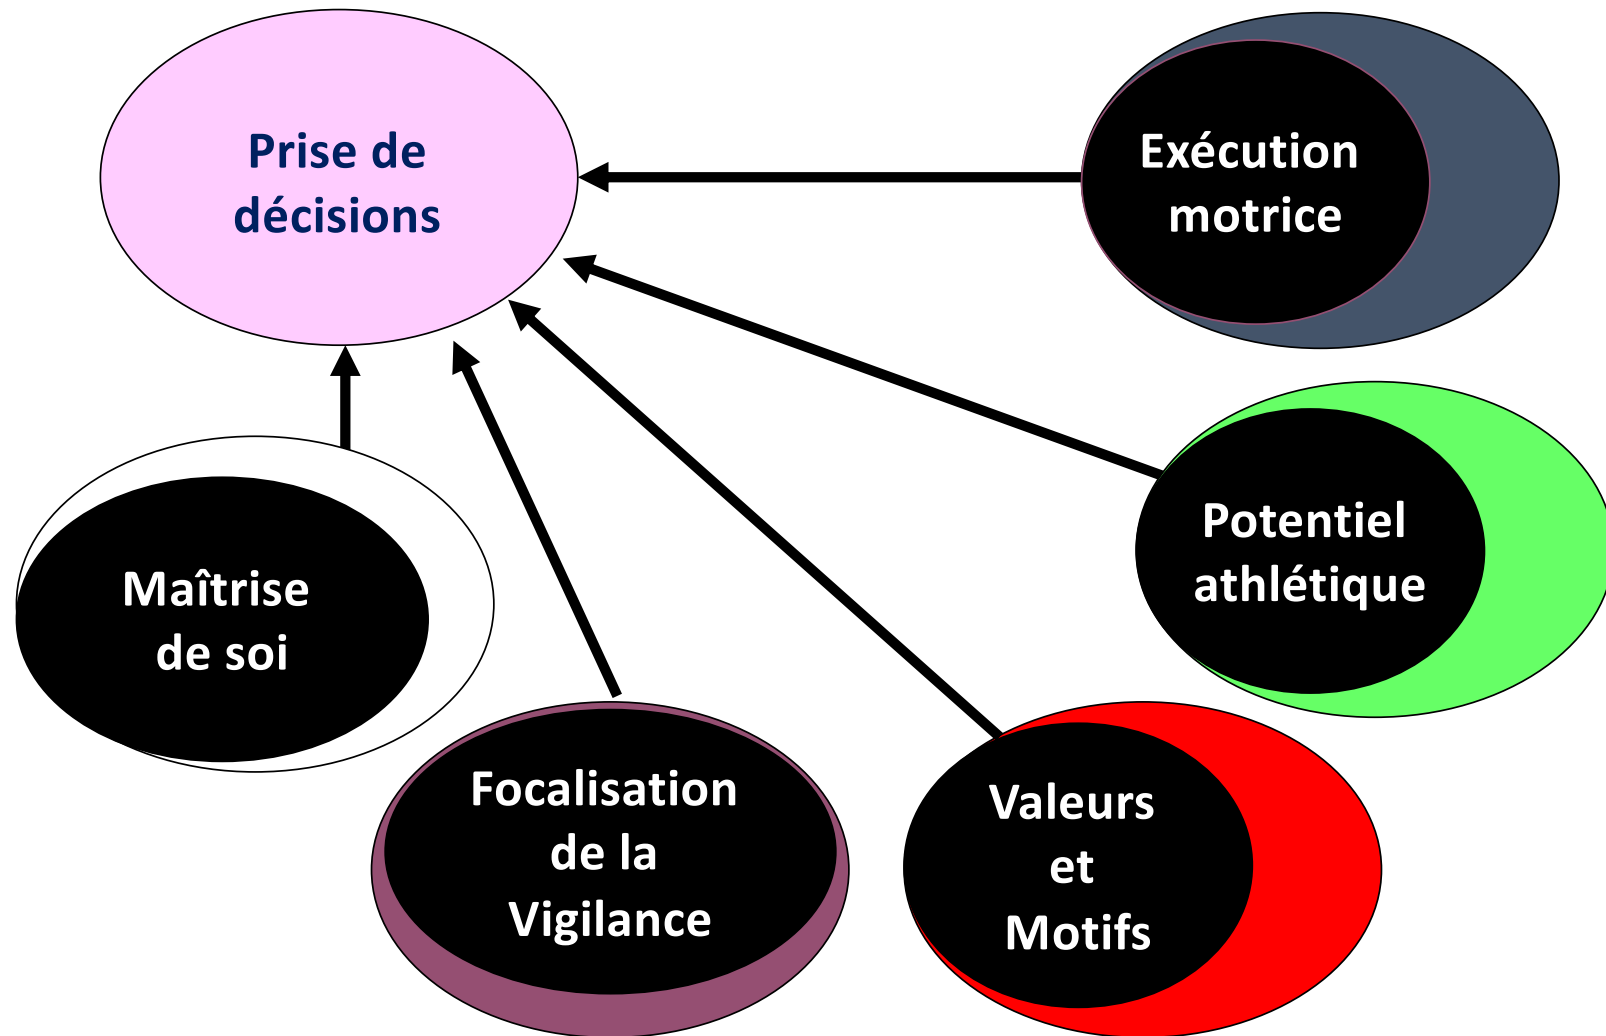 Prise de
décisions
Exécution
motrice
Potentiel
athlétique
Maîtrise
de soi
Focalisation
de la
Vigilance
Valeurs
et
Motifs